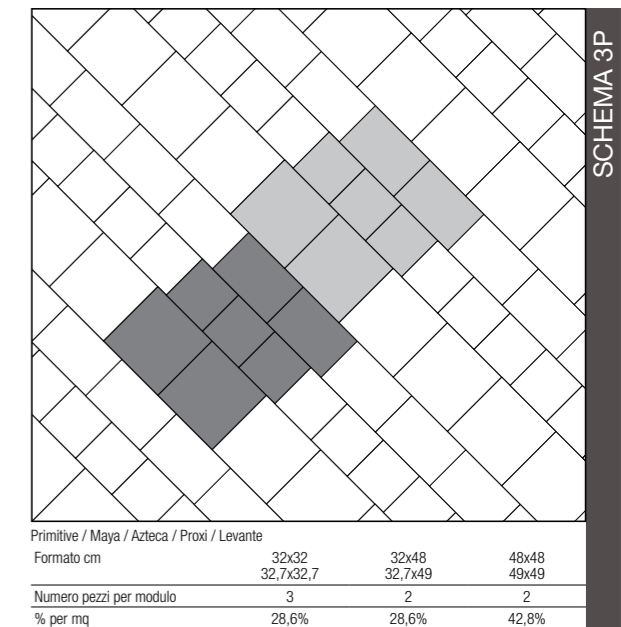 SCHEMA 3P
Primitive / Maya / Azteca / Proxi / Levante
Formato cm 32x32 32x48 48x48
32,7x32,7 32,7x49 49x49
Numero pezzi per modulo 3 2 2
% per mq 28,6% 28,6% 42,8%